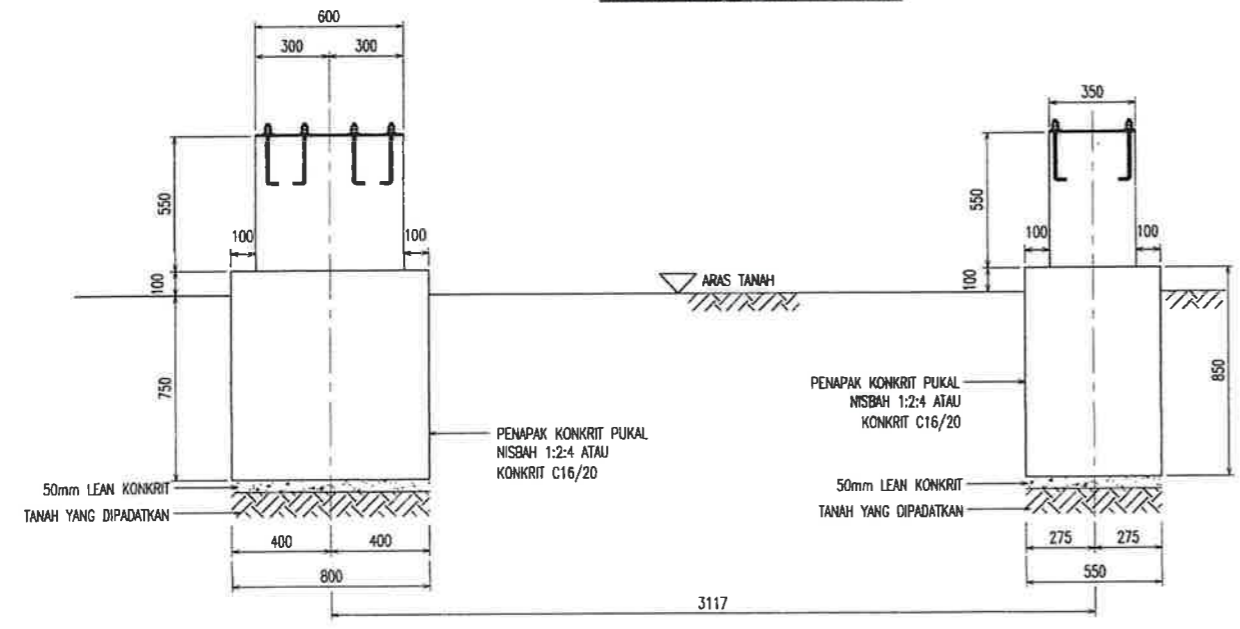 600
300 300
350
550
550
100 100
100 100
100
ARAS TANAH
100
750
850
PENAPAK KONKRIT PUKAL
NISBAH 1:2:4 ATAU
KONKRIT C16/20
PENAPAK KONKRIT PUKAL
NISBAH 1:2:4 ATAU
KONKRIT C16/20
50mm LEAN KONKRIT
TANAH YANG DIPADATKAN
50mm LEAN KONKRIT
TANAH YANG DIPADATKAN
400 400
275 275
800
550
3117